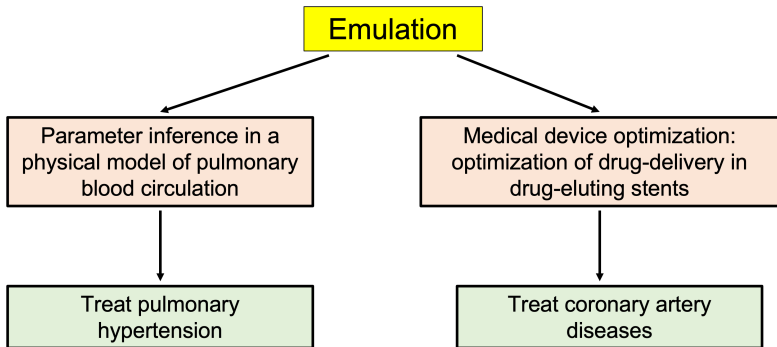 Emulation
Parameter inference in a
physical model of pulmonary
blood circulation
Medical device optimization:
optimization of drug-delivery in
drug-eluting stents
Treat pulmonary
hypertension
Treat coronary artery
diseases